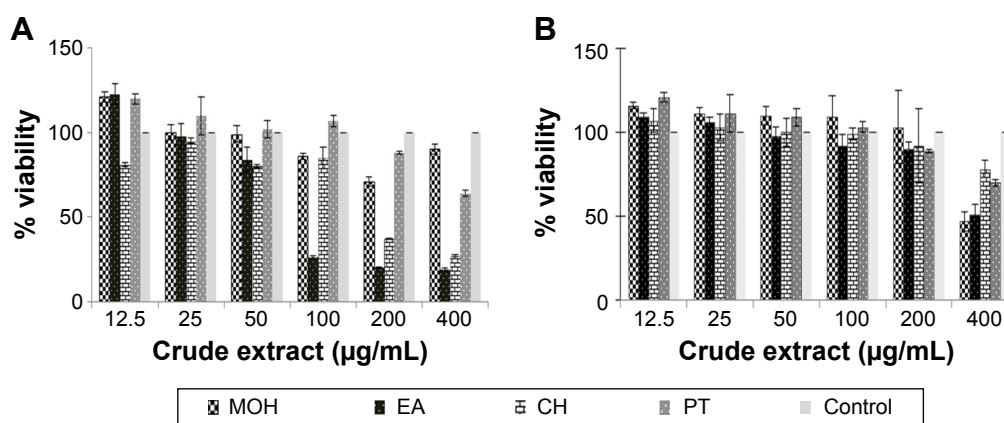 A
% viability
150
100
50
0
12.5 25 50 100 200 400
Crude extract (µg/mL)
B
% viability
150
100
50
0
12.5 25 50 100 200 400
Crude extract (µg/mL)
MOH EA CH PT Control